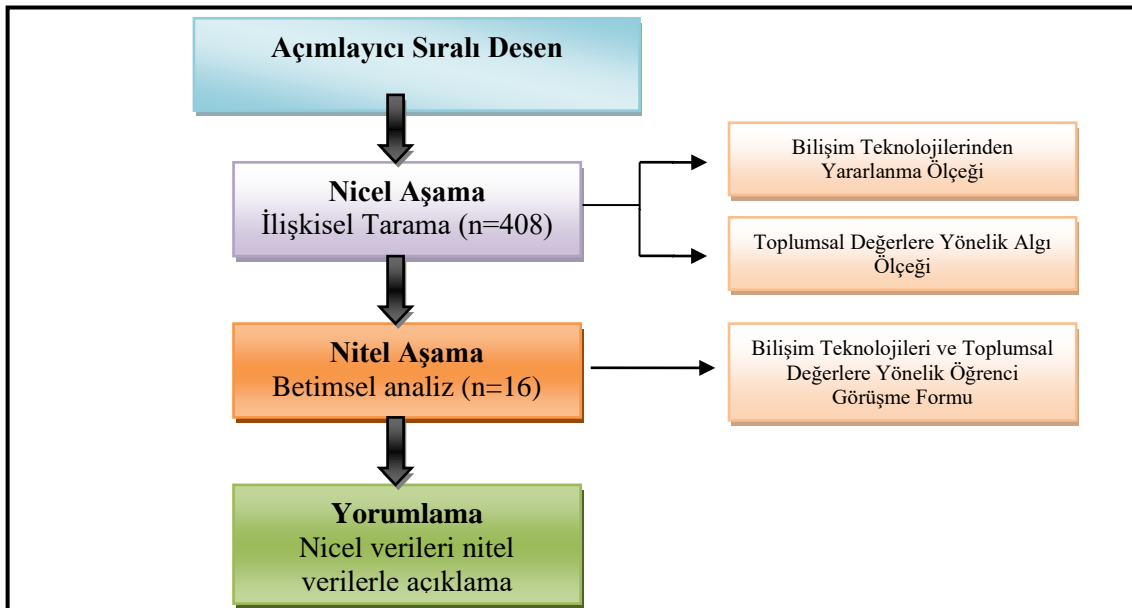 Açımlayıcı Sıralı Desen
Nicel Aşama
İlişkisel Tarama (n=408)
Bilişim Teknolojilerinden
Yararlanma Ölçeği
Toplumsal Değerlere Yönelik Algı
Ölçeği
Nitel Aşama
Betimsel analiz (n=16)
Bilişim Teknolojileri ve Toplumsal
Değerlere Yönelik Öğrenci
Görüşme Formu
Yorumlama
Nicel verileri nitel
verilerle açıklama